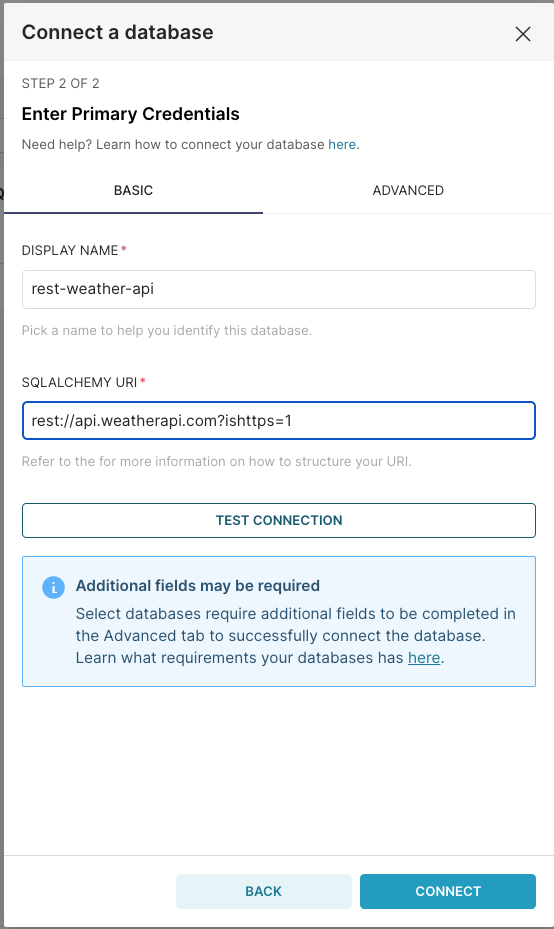 Connect a database
STEP 2 OF 2
Enter Primary Credentials
Need help? Learn how to connect your database here.
BASIC
ADVANCED
DISPLAY NAME*
rest-weather-api
Pick a name to help you identify this database.
SQLALCHEMY URI*
rest://api.weatherapi.com?ishttps=1
Refer to the for more information on how to structure your URI.
TEST CONNECTION
Additional fields may be required
Select databases require additional fields to be completed in
the Advanced tab to successfully connect the database.
Learn what requirements your databases has here.
BACK
CONNECT